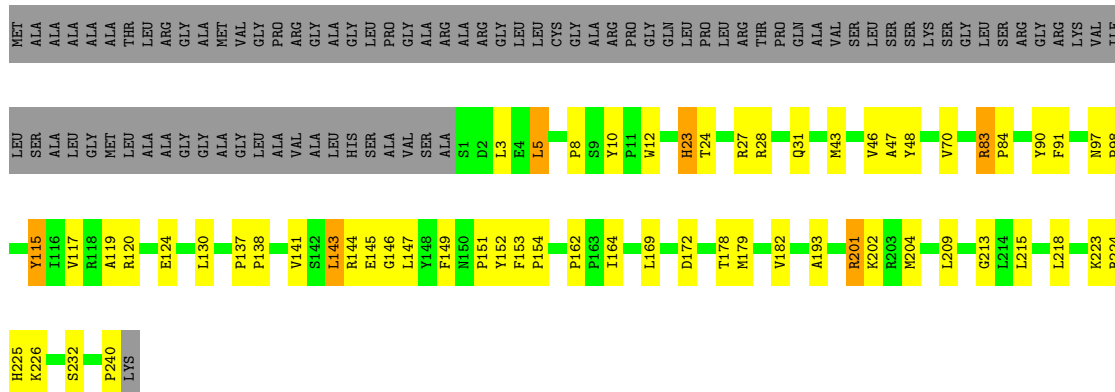 MET ALA ALA ALA ALA ALA THR LEU ALA ARG GLY ALA MET VAL GLY PRO ARG GLY ALA GLY LEU PRO GLY ALA ARG ALA ARG GLY LEU LEU CYS GLY ALA ARG PRO GLY GLN LEU PRO LEU ARG THR PRO GLN ALA VAL SER LEU SER SER LYS SER GLY LEU SER ARG GLY ARG LYS VAL
LEU SER ALA LEU GLY MET LEU ALA ALA GLY GLY ALA GLY LEU ALA VAL ALA LEU HIS SER ALA VAL SER ALA S1 D2 L3 E4 L5 P8 S9 Y10 P11 W12 H23 T24 R27 R28 Q31 M43 V46 A47 Y48 V70 R83 P84 Y90 F91 N97
Y115 I116 V117 R118 A119 R120 E124 L130 P137 P138 V141 S142 L143 R144 E145 G146 L147 Y148 F149 N150 P151 Y152 F153 P154 P162 P163 I164 L169 D172 T178 M179 V182 A193 R201 K202 R203 M204 L209 G213 L214 L215 L218 K223
H225 K226 S232 P240 LYS